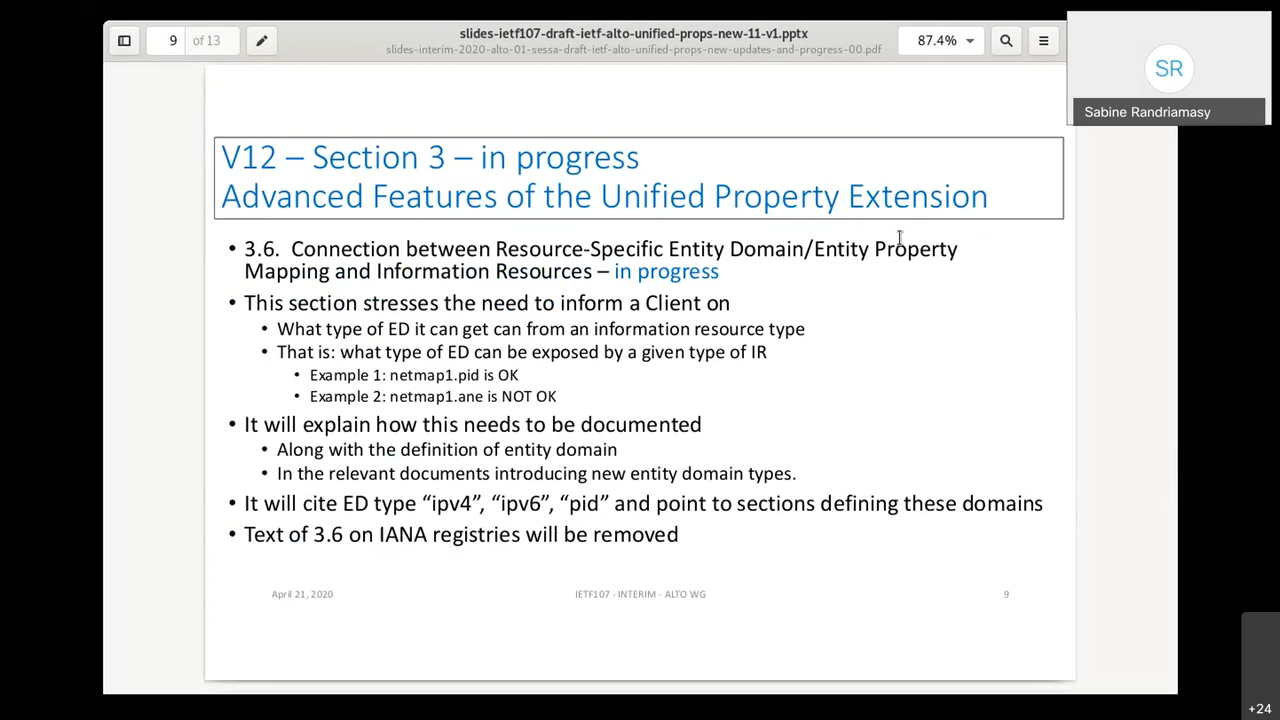 9 of 13
slides-ietf107-draft-ietf-alto-unified-props-new-11-v1.pptx
slides-interim-2020-alto-01-sessa-draft-ietf-alto-unified-props-new-updates-and-progress-00.pdf
87.4%
SR
Sabine Randriamasy
V12 – Section 3 – in progress
Advanced Features of the Unified Property Extension
• 3.6. Connection between Resource-Specific Entity Domain/Entity Property
Mapping and Information Resources – in progress
• This section stresses the need to inform a Client on
• What type of ED it can get can from an information resource type
• That is: what type of ED can be exposed by a given type of IR
• Example 1: netmap1.pid is OK
• Example 2: netmap1.ane is NOT OK
• It will explain how this needs to be documented
• Along with the definition of entity domain
• In the relevant documents introducing new entity domain types.
• It will cite ED type “ipv4”, “ipv6”, “pid” and point to sections defining these domains
• Text of 3.6 on IANA registries will be removed
April 21, 2020
IETF107 - INTERIM - ALTO WG
9
+24